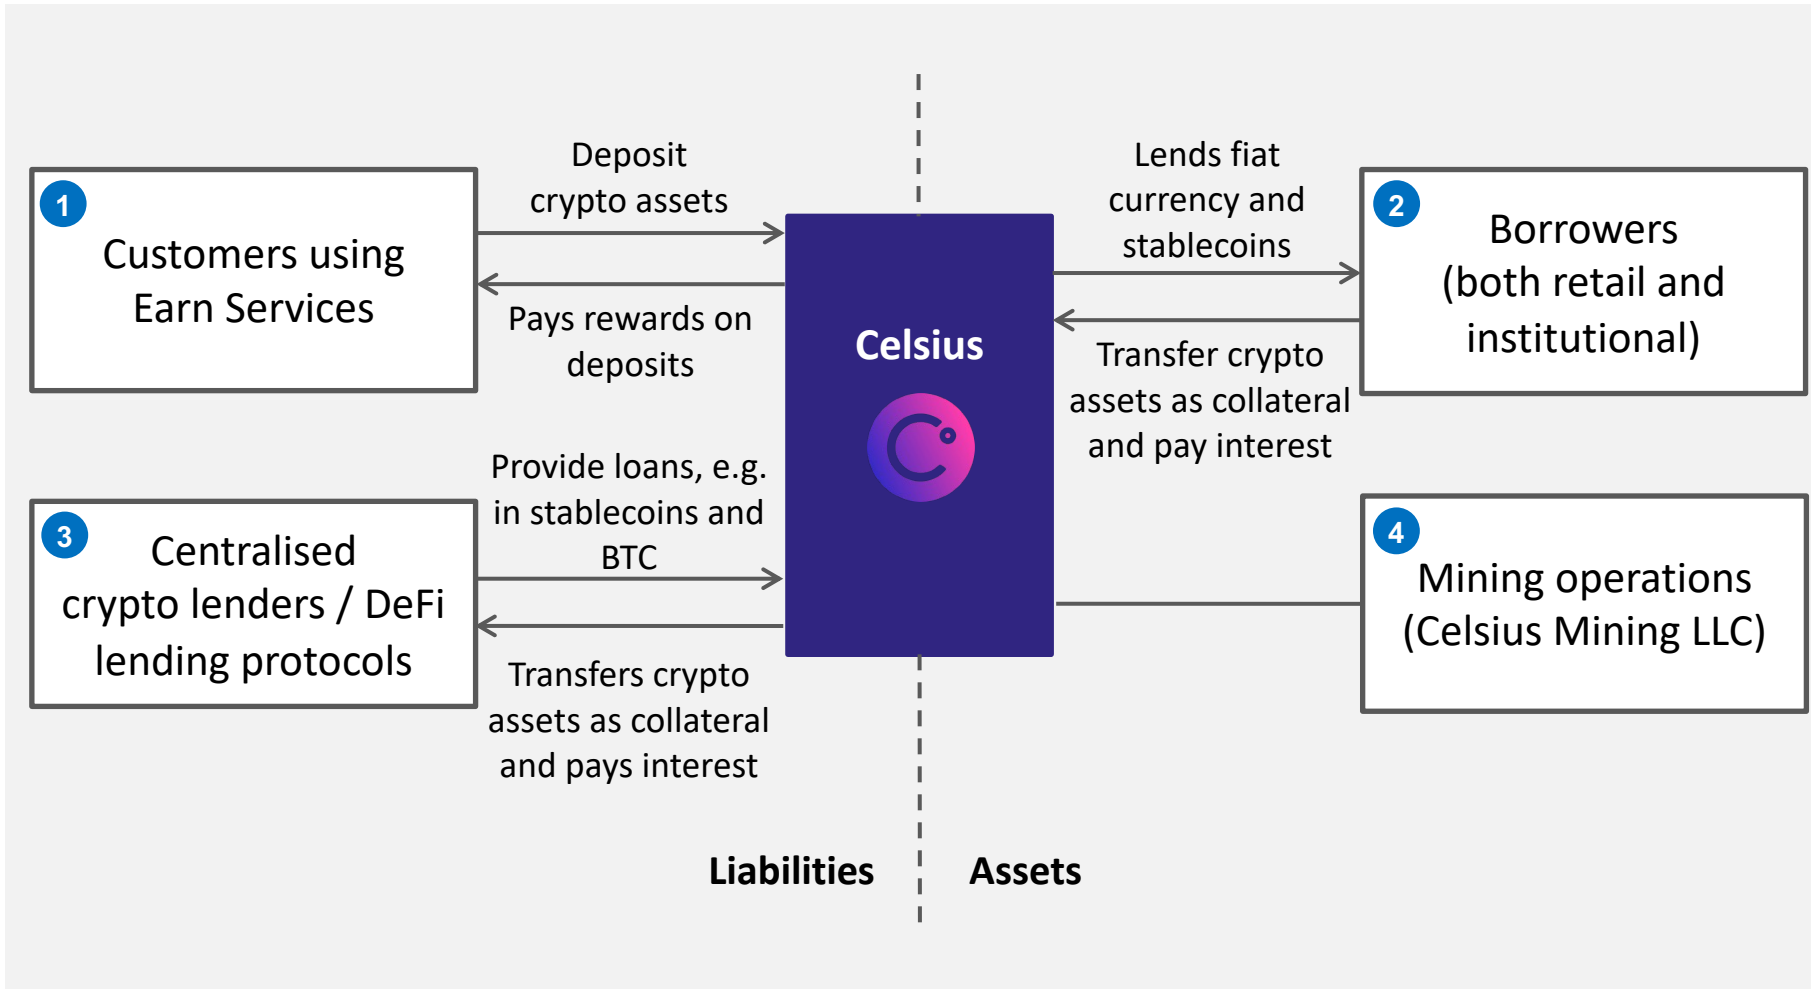 1
Customers using
Earn Services
Deposit
crypto assets
Pays rewards on
deposits
Celsius
Lends fiat
currency and
stablecoins
Transfer crypto
assets as collateral
and pay interest
2
Borrowers
(both retail and
institutional)
3
Centralised
crypto lenders / DeFi
lending protocols
Provide loans, e.g.
in stablecoins and
BTC
Transfers crypto
assets as collateral
and pays interest
4
Mining operations
(Celsius Mining LLC)
Liabilities
Assets